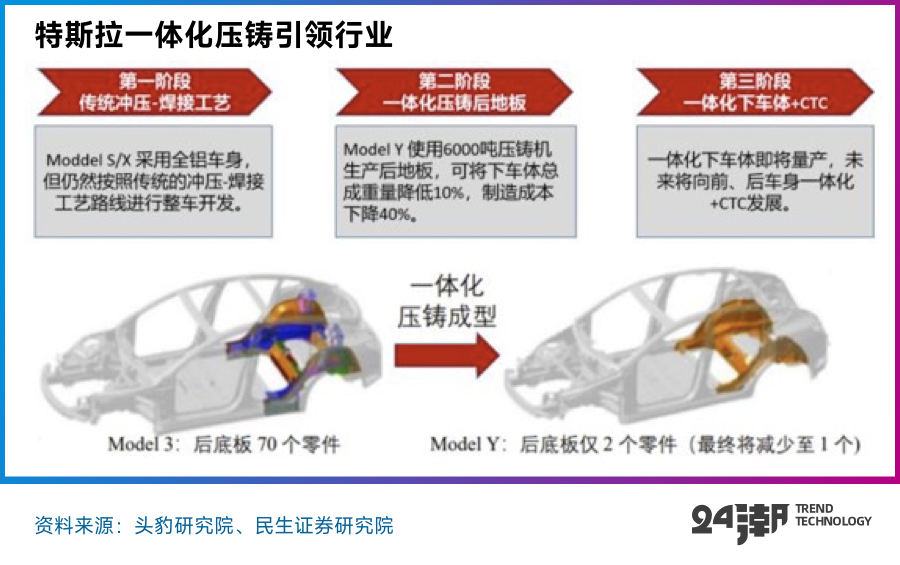 特斯拉一体化压铸引领行业
第一阶段
传统冲压-焊接工艺
第二阶段
一体化压铸后地板
第三阶段
一体化下车体+CTC
Moddel S/X 采用全铝车身，
但仍然按照传统的冲压-焊接
工艺路线进行整车开发。
Model Y 使用6000吨压铸机
生产后地板，可将下车体总
成重量降低10%，制造成本
下降40%。
一体化下车体即将量产，未
来将向前、后车身一体化
+CTC发展。
一体化
压铸成型
Model 3：后底板 70 个零件
Model Y：后底板仅 2 个零件（最终将减少至 1 个)
资料来源：头豹研究院、民生证券研究院
24潮
TREND
TECHNOLOGY